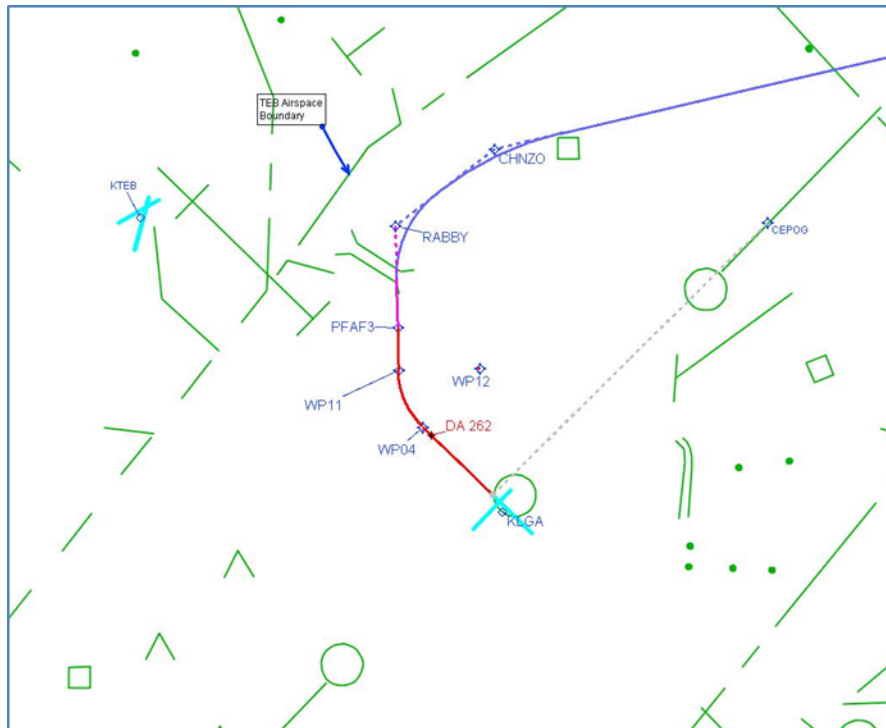 TEB Airspace
Boundary
CHNZO
KTEB
CEPOG
RABBY
PFAF3
WP12
WP11
DA 262
WP04
KLGA